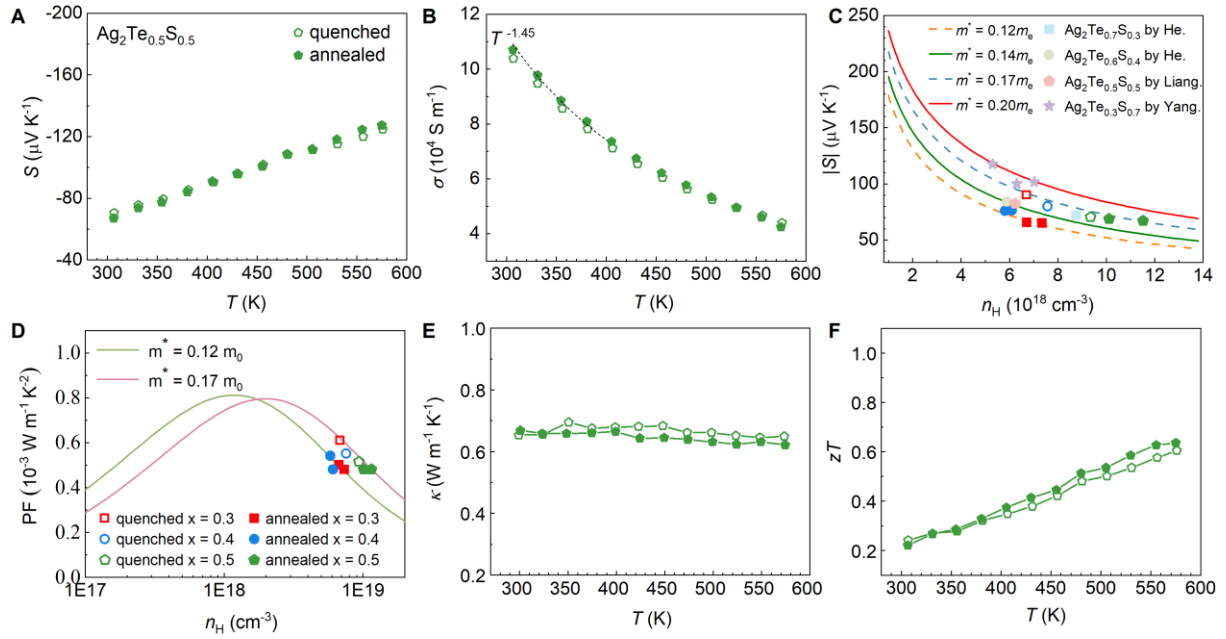 A
Ag2Te0.5S0.5
quenched
annealed
-200
-160
-120
-80
-40
S (μV K-1)
300 350 400 450 500 550 600
T (K)
B
T -1.45
10
8
6
4
σ (10^4 S m-1)
300 350 400 450 500 550 600
T (K)
C
m* = 0.12me
m* = 0.14me
m* = 0.17me
m* = 0.20me
Ag2Te0.7S0.3 by He.
Ag2Te0.6S0.4 by He.
Ag2Te0.5S0.5 by Liang.
Ag2Te0.3S0.7 by Yang.
250
200
150
100
50
|S| (μV K-1)
2 4 6 8 10 12 14
nH (10^18 cm-3)
D
m* = 0.12 m0
m* = 0.17 m0
1.0
0.8
0.6
0.4
0.2
0.0
PF (10-3 W m-1 K-2)
quenched x = 0.3
annealed x = 0.3
quenched x = 0.4
annealed x = 0.4
quenched x = 0.5
annealed x = 0.5
1E17 1E18 1E19
nH (cm-3)
E
1.0
0.8
0.6
0.4
0.2
κ (W m-1 K-1)
300 350 400 450 500 550 600
T (K)
F
1.0
0.8
0.6
0.4
0.2
zT
300 350 400 450 500 550 600
T (K)